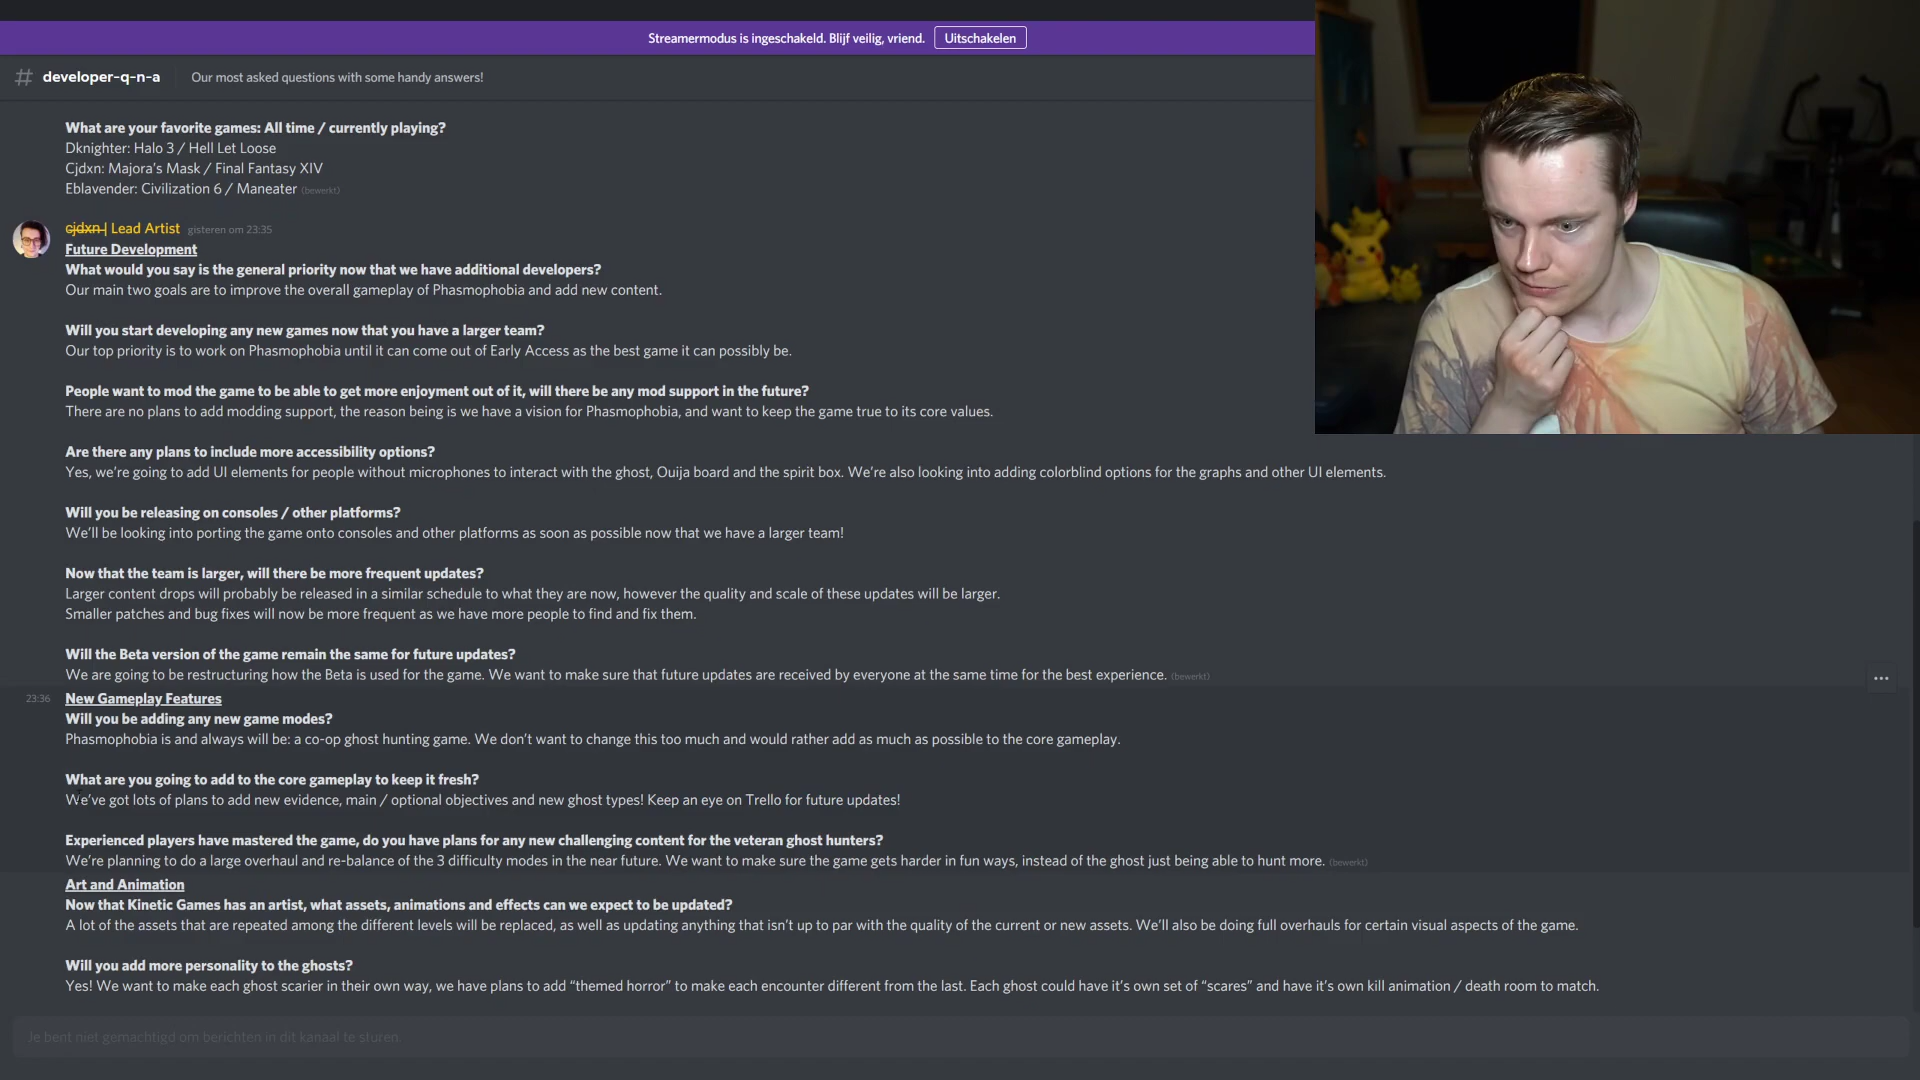 Streamermodus is ingeschakeld. Blijf veilig, vriend. Uitschakelen
# developer-q-n-a Our most asked questions with some handy answers!
What are your favorite games: All time / currently playing?
Dknighter: Halo 3 / Hell Let Loose
Cjdxn: Majora's Mask / Final Fantasy XIV
Eblavender: Civilization 6 / Maneater (bewerkt)
cjdxn | Lead Artist gisteren om 23:35
Future Development
What would you say is the general priority now that we have additional developers?
Our main two goals are to improve the overall gameplay of Phasmophobia and add new content.
Will you start developing any new games now that you have a larger team?
Our top priority is to work on Phasmophobia until it can come out of Early Access as the best game it can possibly be.
People want to mod the game to be able to get more enjoyment out of it, will there be any mod support in the future?
There are no plans to add modding support, the reason being is we have a vision for Phasmophobia, and want to keep the game true to its core values.
Are there any plans to include more accessibility options?
Yes, we're going to add UI elements for people without microphones to interact with the ghost, Ouija board and the spirit box. We're also looking into adding colorblind options for the graphs and other UI elements.
Will you be releasing on consoles / other platforms?
We'll be looking into porting the game onto consoles and other platforms as soon as possible now that we have a larger team!
Now that the team is larger, will there be more frequent updates?
Larger content drops will probably be released in a similar schedule to what they are now, however the quality and scale of these updates will be larger.
Smaller patches and bug fixes will now be more frequent as we have more people to find and fix them.
Will the Beta version of the game remain the same for future updates?
We are going to be restructuring how the Beta is used for the game. We want to make sure that future updates are received by everyone at the same time for the best experience. (bewerkt)
23:36 New Gameplay Features
Will you be adding any new game modes?
Phasmophobia is and always will be: a co-op ghost hunting game. We don't want to change this too much and would rather add as much as possible to the core gameplay.
What are you going to add to the core gameplay to keep it fresh?
We've got lots of plans to add new evidence, main / optional objectives and new ghost types! Keep an eye on Trello for future updates!
Experienced players have mastered the game, do you have plans for any new challenging content for the veteran ghost hunters?
We're planning to do a large overhaul and re-balance of the 3 difficulty modes in the near future. We want to make sure the game gets harder in fun ways, instead of the ghost just being able to hunt more. (bewerkt)
Art and Animation
Now that Kinetic Games has an artist, what assets, animations and effects can we expect to be updated?
A lot of the assets that are repeated among the different levels will be replaced, as well as updating anything that isn't up to par with the quality of the current or new assets. We'll also be doing full overhauls for certain visual aspects of the game.
Will you add more personality to the ghosts?
Yes! We want to make each ghost scarier in their own way, we have plans to add "themed horror" to make each encounter different from the last. Each ghost could have it's own set of "scares" and have it's own kill animation / death room to match.
Je bent niet gemachtigd om berichten in dit kanaal te sturen.